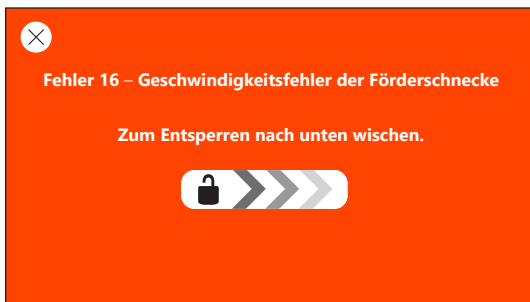 Fehler 16 – Geschwindigkeitsfehler der Förderschnecke
Zum Entsperren nach unten wischen.